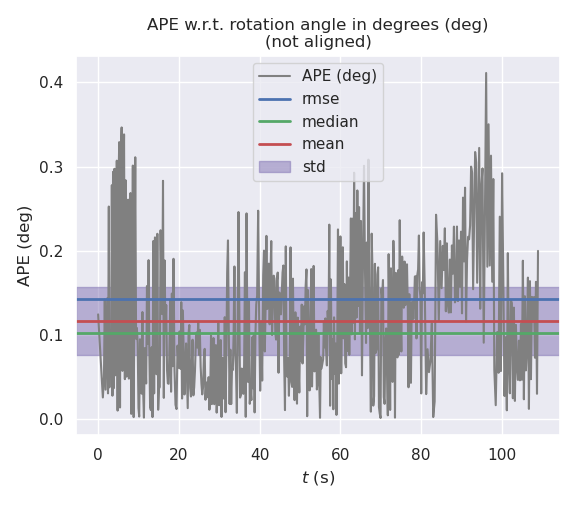 APE w.r.t. rotation angle in degrees (deg)
(not aligned)
APE (deg)
rmse
median
mean
std
APE (deg)
0.4
0.3
0.2
0.1
0.0
0
20
40
60
80
100
t (s)